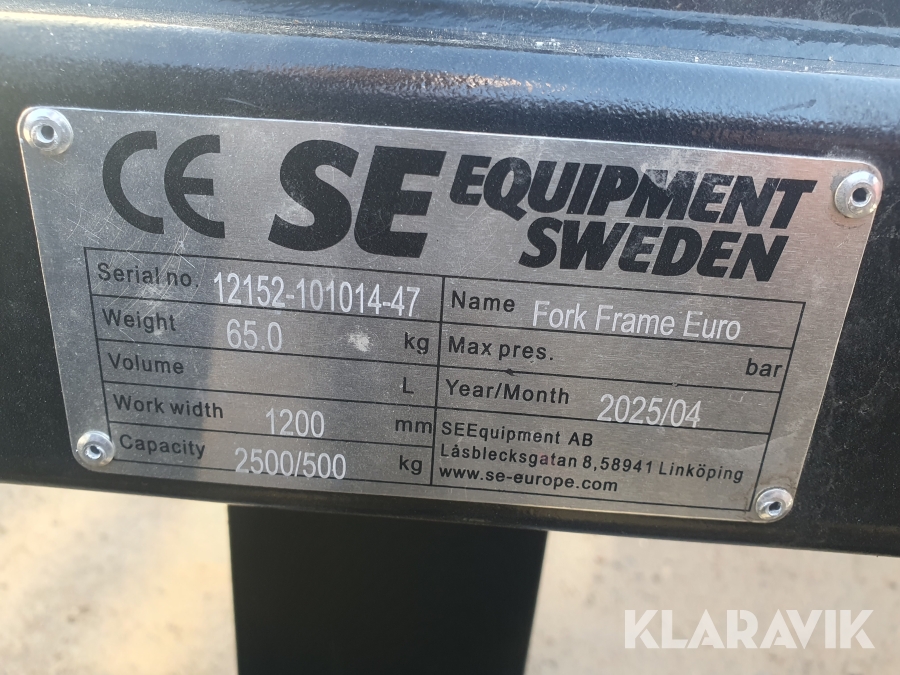 CE SE EQUIPMENT
SWEDEN
Serial no. 12152-101014-47
Weight 65.0 kg
Volume L
Work width 1200 mm
Capacity 2500/500 kg
Name Fork Frame Euro
Max pres. bar
Year/Month 2025/04
SEEquipment AB
Låsblecksgatan 8,58941 Linköping
www.se-europe.com
KLARAVIK